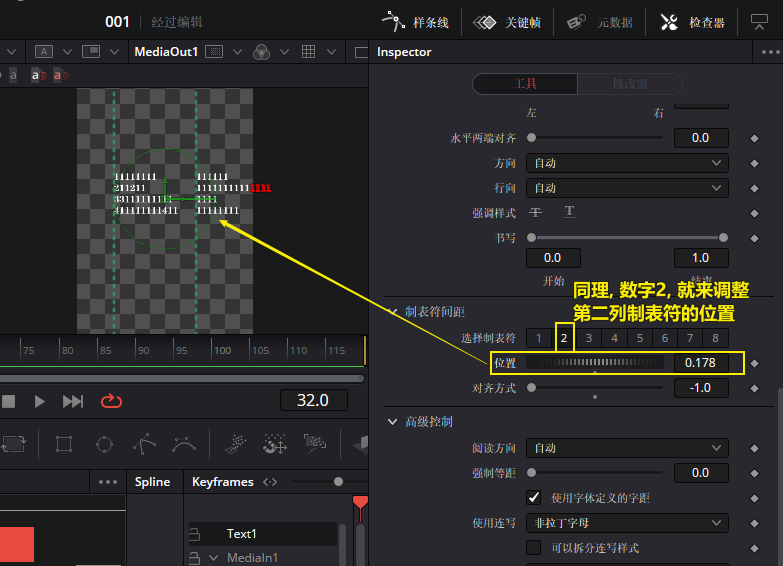 001 经过编辑
样条线 关键帧 元数据 检查器
A MediaOut1
Inspector
a ab ab
工具 修改器
左 右
水平两端对齐 0.0
方向 自动
行向 自动
强调样式 T T
书写
0.0 1.0
开始 结束
11111111 111111
211211 11111111111111
1111
11111111
同理, 数字2, 就来调整
第二列制表符的位置
制表符间距
选择制表符 1 2 3 4 5 6 7 8
位置 0.178
对齐方式 -1.0
75 80 85 90 95 100 105 110 115
32.0
高级控制
阅读方向 自动
强制等距 0.0
使用字体定义的字距
使用连写 非拉丁字母
可以拆分连写样式
Spline Keyframes
Text1
MediaIn1